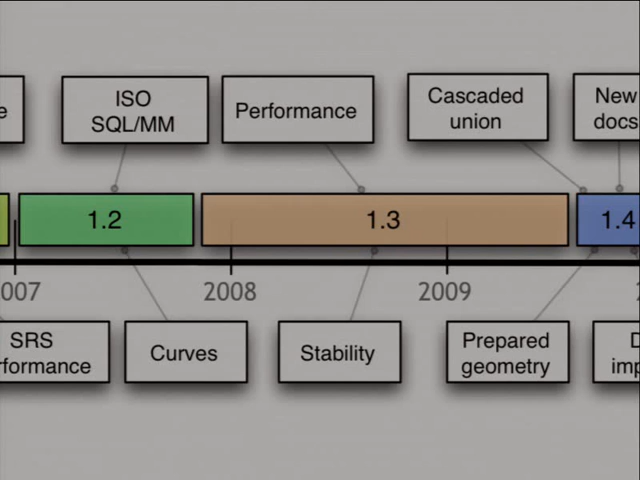 e
ISO
SQL/MM
Performance
Cascaded
union
New
docs
1.2
1.3
1.4
007
2008
2009
SRS
rformance
Curves
Stability
Prepared
geometry
D
imp